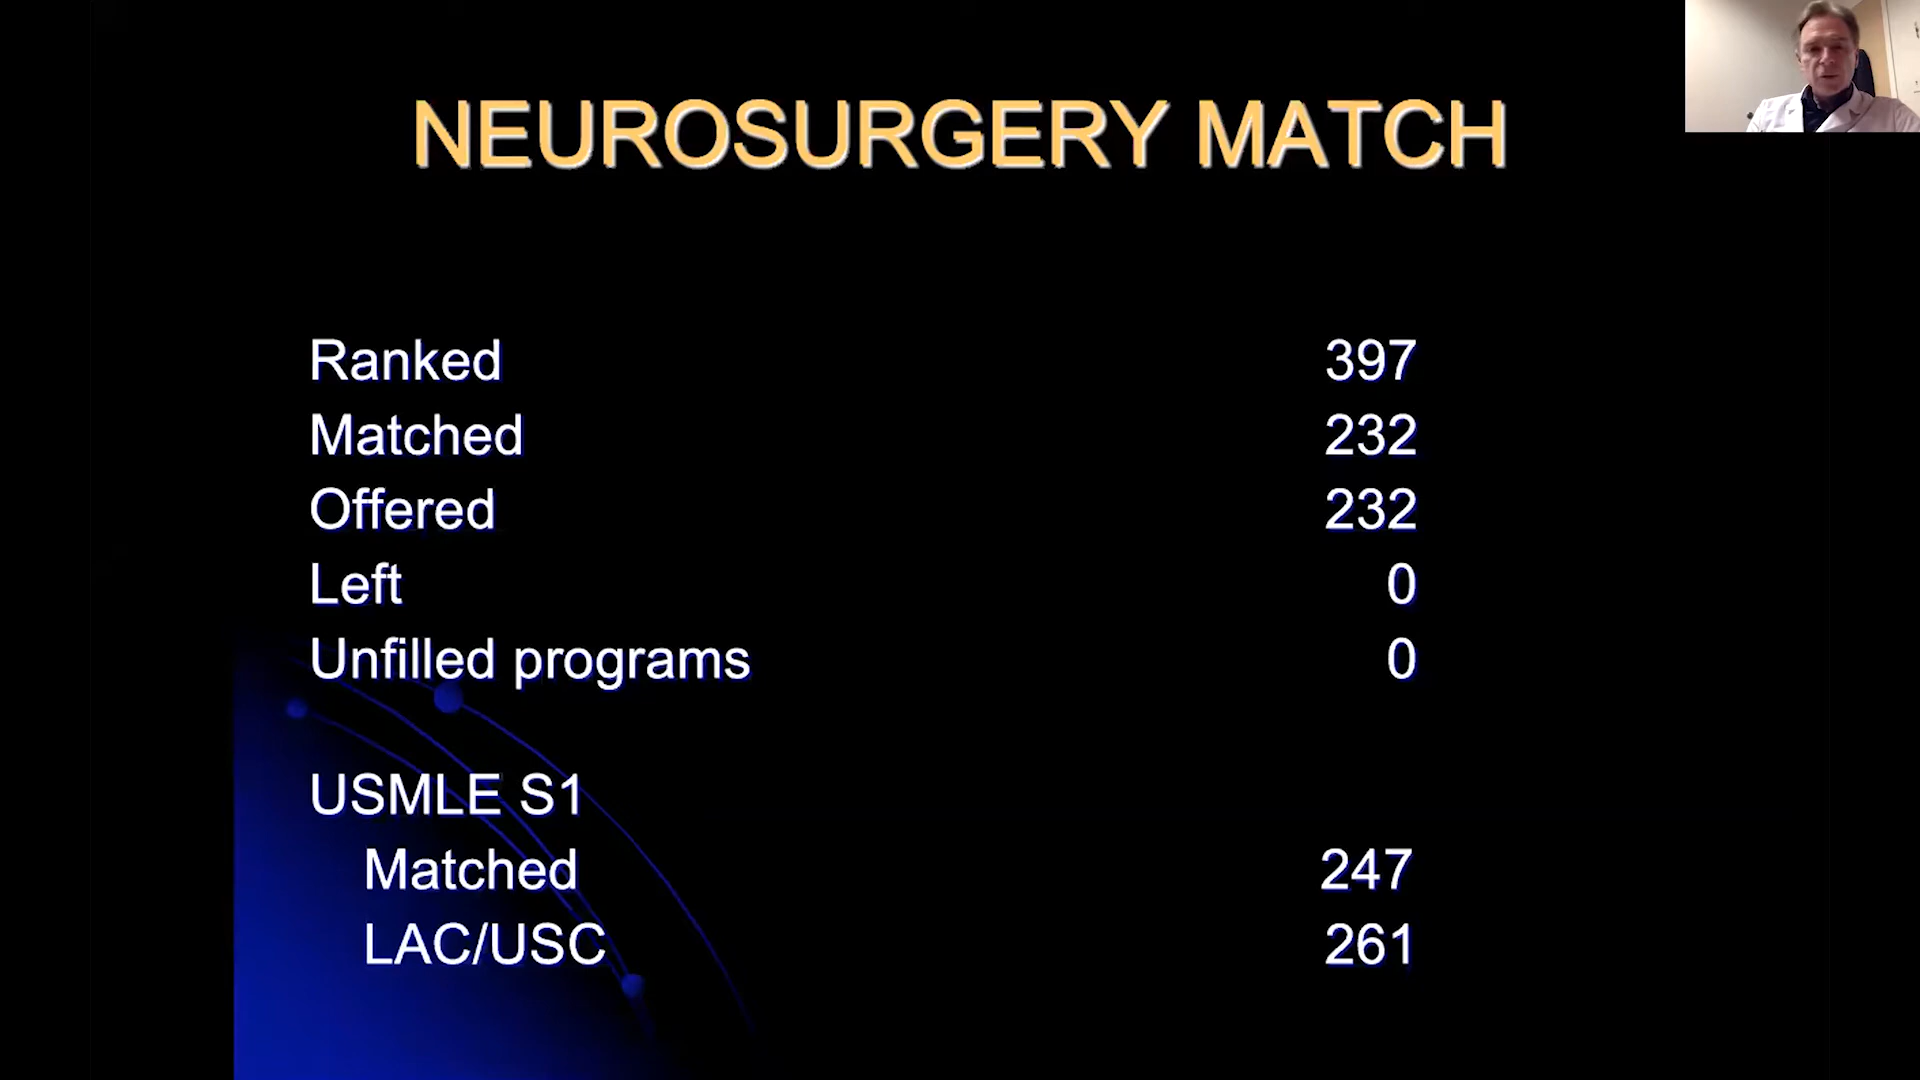 NEUROSURGERY MATCH
Ranked 397
Matched 232
Offered 232
Left 0
Unfilled programs 0
USMLE S1
Matched 247
LAC/USC 261